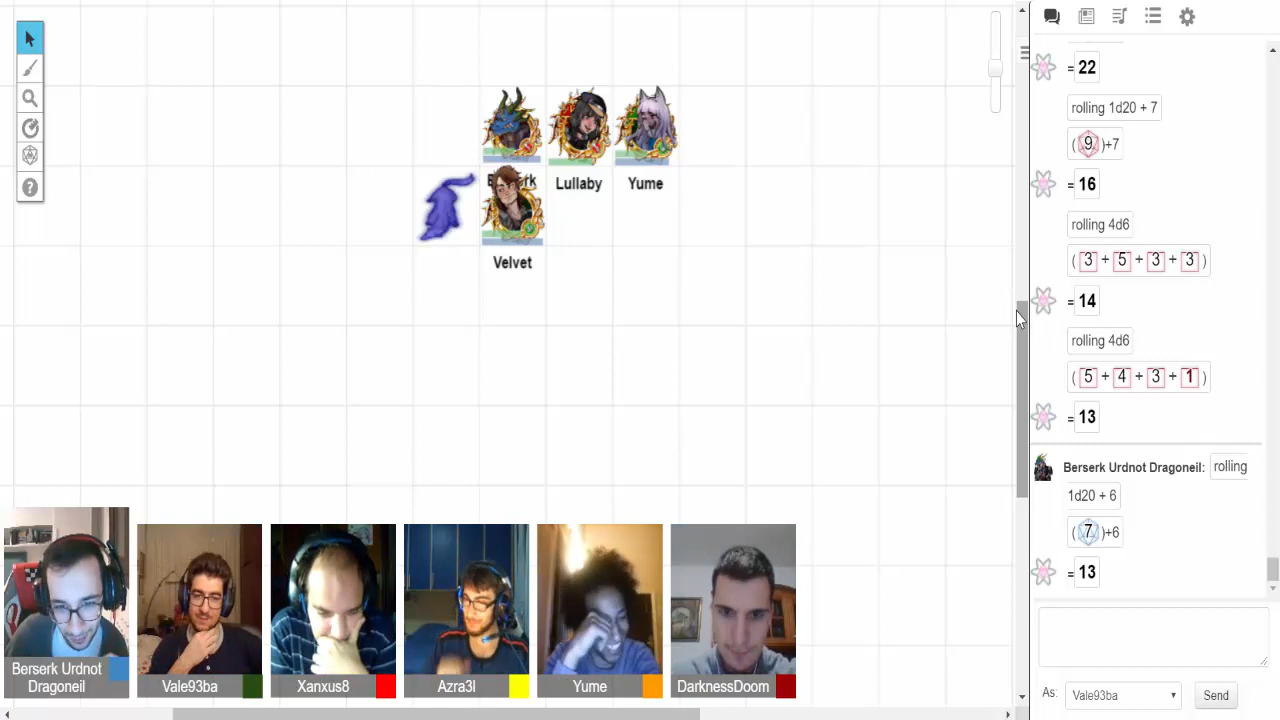 = 22
rolling 1d20 + 7
(9)+7
= 16
rolling 4d6
(3 + 5 + 3 + 3)
= 14
rolling 4d6
(5 + 4 + 3 + 1)
= 13
Berserk Urdnot Dragoneil: rolling
1d20 + 6
(7)+6
= 13
As: Vale93ba Send
Lullaby Yume
Velvet
Berserk Urdnot
Dragoneil
Vale93ba
Xanxus8
Azra3l
Yume
DarknessDoom